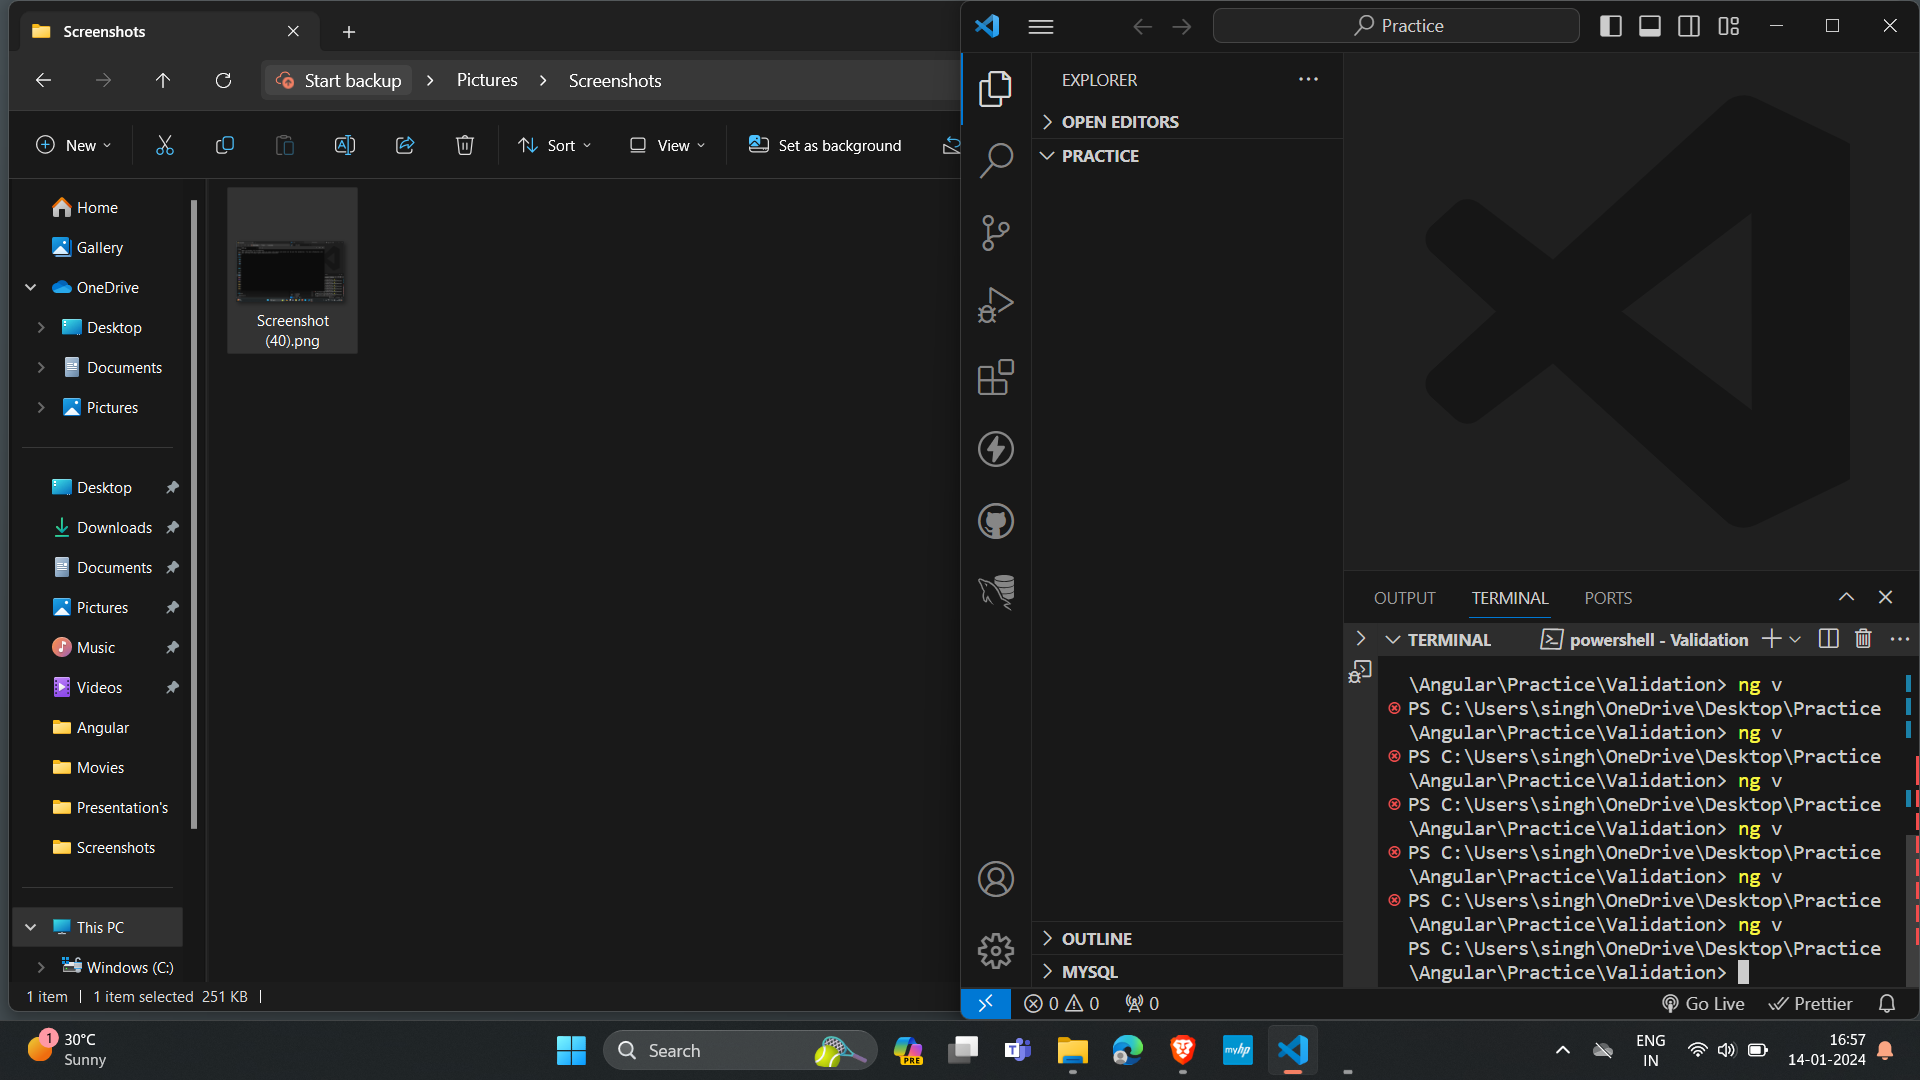 Screenshots
Start backup
Pictures
Screenshots
New
Sort
View
Set as background
Home
Gallery
OneDrive
Desktop
Documents
Pictures
Desktop
Downloads
Documents
Pictures
Music
Videos
Angular
Movies
Presentation's
Screenshots
This PC
Windows (C:)
Screenshot
(40).png
1 item
1 item selected 251 KB
Practice
EXPLORER
OPEN EDITORS
PRACTICE
OUTLINE
MYSQL
OUTPUT
TERMINAL
PORTS
TERMINAL
powershell - Validation
\Angular\Practice\Validation> ng v
PS C:\Users\singh\OneDrive\Desktop\Practice
\Angular\Practice\Validation> ng v
PS C:\Users\singh\OneDrive\Desktop\Practice
\Angular\Practice\Validation> ng v
PS C:\Users\singh\OneDrive\Desktop\Practice
\Angular\Practice\Validation> ng v
PS C:\Users\singh\OneDrive\Desktop\Practice
\Angular\Practice\Validation> ng v
PS C:\Users\singh\OneDrive\Desktop\Practice
\Angular\Practice\Validation> ng v
PS C:\Users\singh\OneDrive\Desktop\Practice
\Angular\Practice\Validation>
0 0 0
Go Live
Prettier
1
30°C
Sunny
Search
PRE
myhp
ENG
IN
16:57
14-01-2024